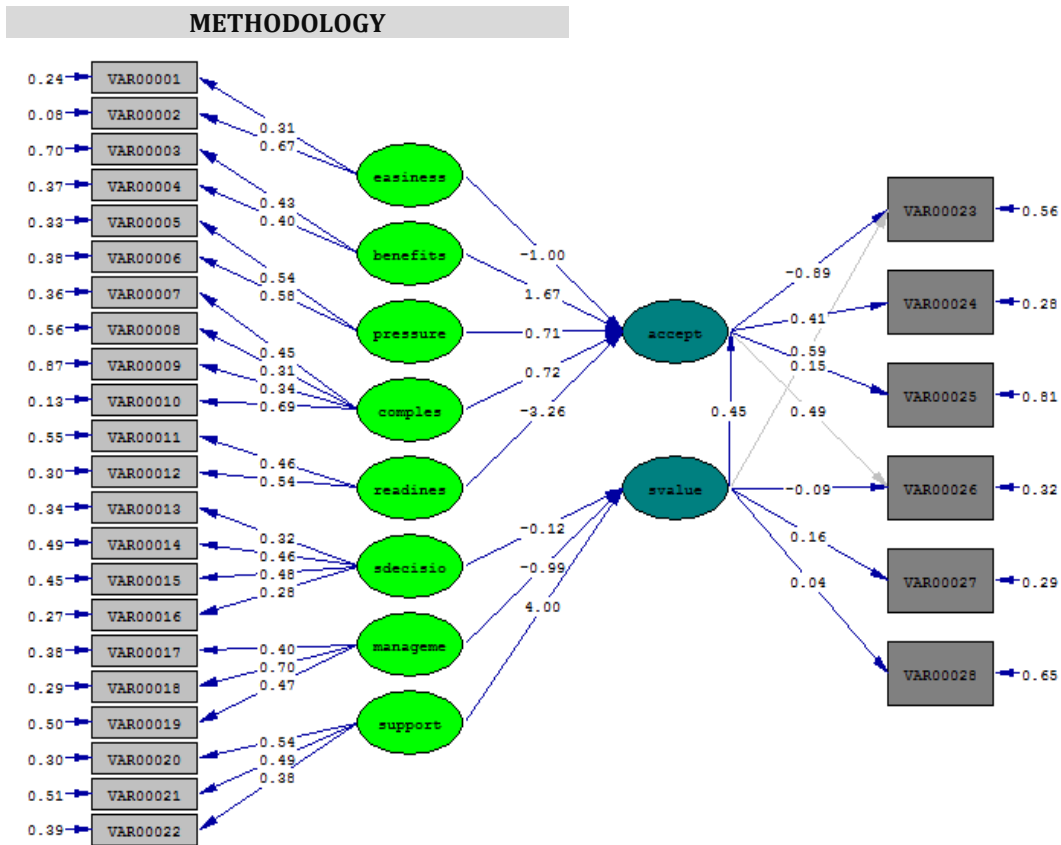 METHODOLOGY
0.24 VAR00001
0.08 VAR00002
0.70 VAR00003
0.37 VAR00004
0.33 VAR00005
0.38 VAR00006
0.36 VAR00007
0.56 VAR00008
0.87 VAR00009
0.13 VAR00010
0.55 VAR00011
0.30 VAR00012
0.34 VAR00013
0.49 VAR00014
0.45 VAR00015
0.27 VAR00016
0.38 VAR00017
0.29 VAR00018
0.50 VAR00019
0.30 VAR00020
0.51 VAR00021
0.39 VAR00022
0.31
0.67
0.43
0.40
0.54
0.58
0.45
0.31
0.34
0.69
0.46
0.54
0.32
0.46
0.48
0.28
0.40
0.70
0.47
0.54
0.49
0.38
easiness
benefits
pressure
comples
readines
sdecisio
manageme
support
-1.00
1.67
0.71
0.72
-3.26
-0.12
-0.99
4.00
accept
0.45
svalue
-0.89
0.41
0.59
0.15
0.49
-0.09
0.16
0.04
VAR00023 0.56
VAR00024 0.28
VAR00025 0.81
VAR00026 0.32
VAR00027 0.29
VAR00028 0.65